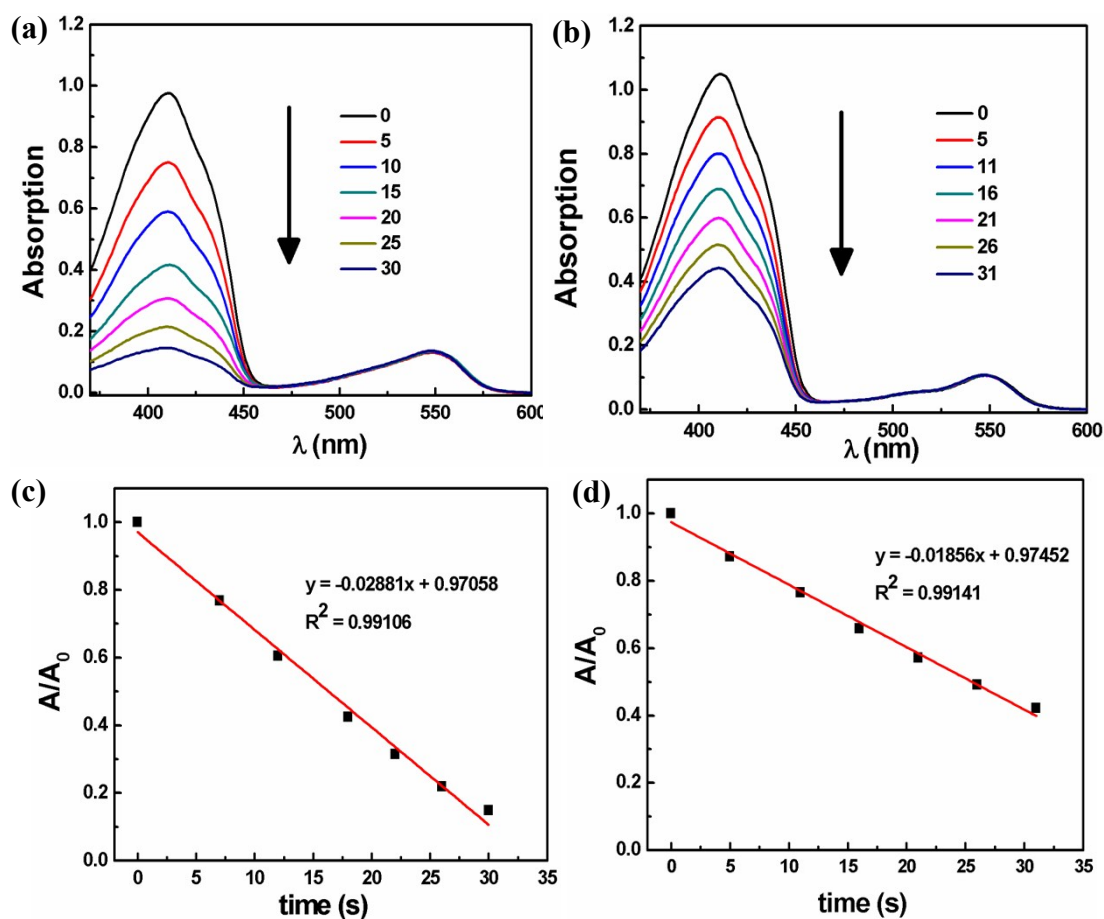 (a)
1.2
1.0
0.8
0.6
0.4
0.2
0.0
Absorption
0
5
10
15
20
25
30
400 450 500 550 600
λ (nm)
(b)
1.2
1.0
0.8
0.6
0.4
0.2
0.0
Absorption
0
5
11
16
21
26
31
400 450 500 550 600
λ (nm)
(c)
1.0
0.8
0.6
0.4
0.2
0.0
A/A0
y = -0.02881x + 0.97058
R2 = 0.99106
0 5 10 15 20 25 30 35
time (s)
(d)
1.0
0.8
0.6
0.4
0.2
0.0
A/A0
y = -0.01856x + 0.97452
R2 = 0.99141
0 5 10 15 20 25 30 35
time (s)